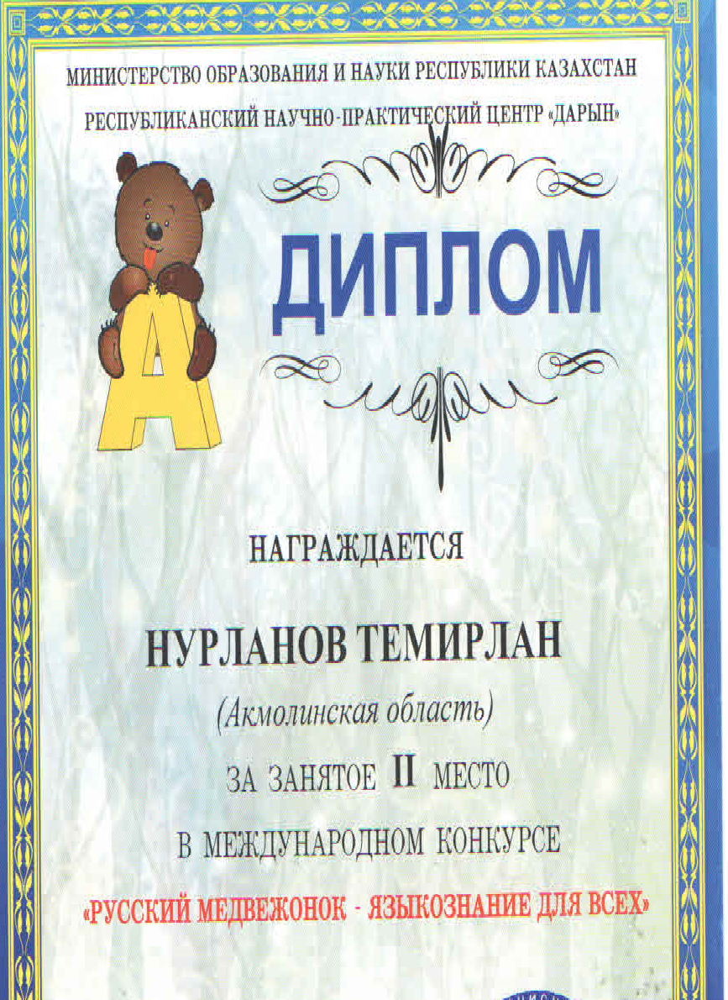 МИНИСТЕРСТВО ОБРАЗОВАНИЯ И НАУКИ РЕСПУБЛИКИ КАЗАХСТАН
РЕСПУБЛИКАНСКИЙ НАУЧНО-ПРАКТИЧЕСКИЙ ЦЕНТР «ДАРЫН»
ДИПЛОМ
А
НАГРАЖДАЕТСЯ
НУРЛАНОВ ТЕМИРЛАН
(Акмолинская область)
ЗА ЗАНЯТОЕ II МЕСТО
В МЕЖДУНАРОДНОМ КОНКУРСЕ
«РУССКИЙ МЕДВЕЖОНОК - ЯЗЫКОЗНАНИЕ ДЛЯ ВСЕХ»